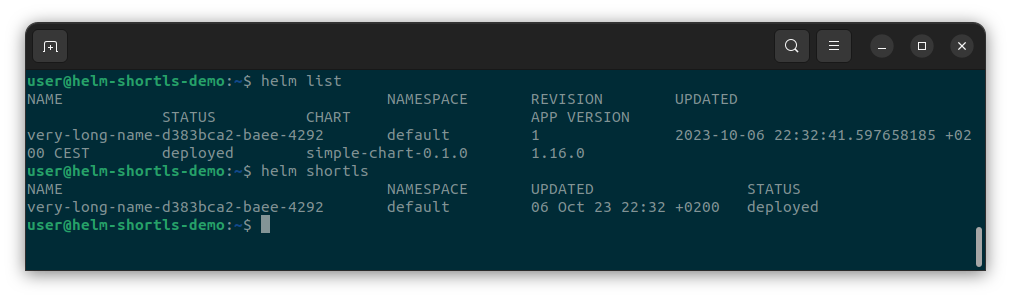 user@helm-shortls-demo:~$ helm list
NAME                                    NAMESPACE       REVISION        UPDATED
               STATUS          CHART                    APP VERSION
very-long-name-d383bca2-baee-4292       default         1               2023-10-06 22:32:41.597658185 +02
00 CEST        deployed        simple-chart-0.1.0       1.16.0
user@helm-shortls-demo:~$ helm shortls
NAME                                    NAMESPACE       UPDATED                 STATUS
very-long-name-d383bca2-baee-4292       default         06 Oct 23 22:32 +0200   deployed
user@helm-shortls-demo:~$